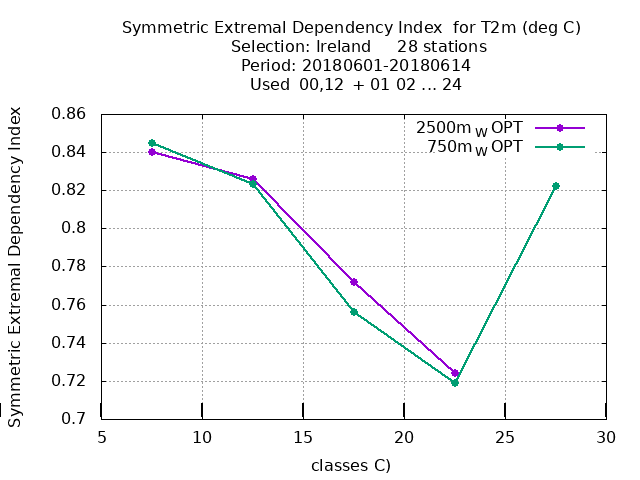 Symmetric Extremal Dependency Index  for T2m (deg C)
Selection: Ireland     28 stations
Period: 20180601-20180614
Used  00,12  + 01 02 ... 24
2500m W OPT
750m W OPT
Symmetric Extremal Dependency Index
0.86
0.84
0.82
0.8
0.78
0.76
0.74
0.72
0.7
5 10 15 20 25 30
classes C)